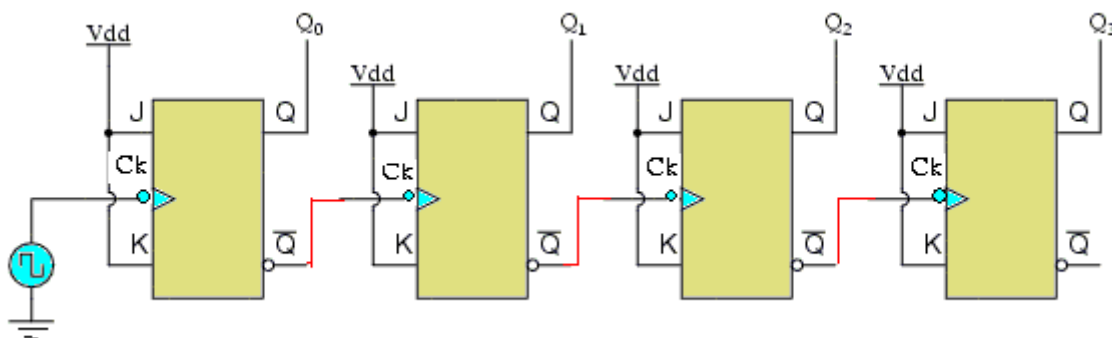 Vdd Q₀ Vdd Q₁ Vdd Q₂ Vdd Q₃
J Q J Q J Q J Q
Ck Ck Ck Ck
K Q̅ K Q̅ K Q̅ K Q̅